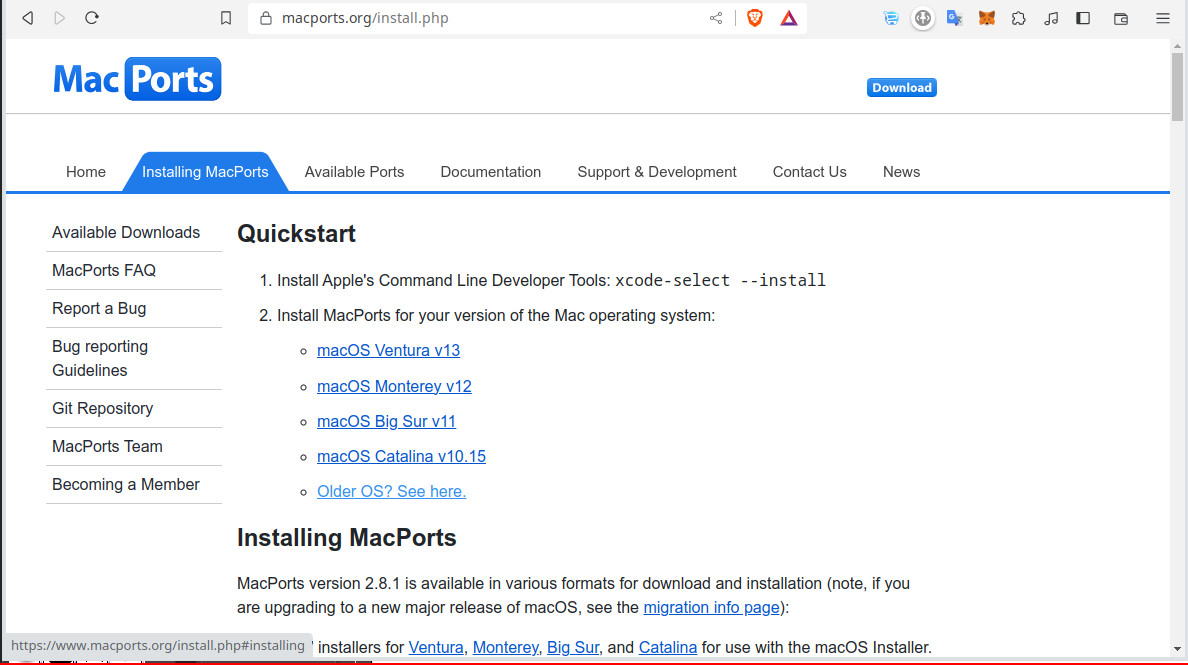 macports.org/install.php
Mac Ports
Download
Home
Installing MacPorts
Available Ports
Documentation
Support & Development
Contact Us
News
Available Downloads
MacPorts FAQ
Report a Bug
Bug reporting
Guidelines
Git Repository
MacPorts Team
Becoming a Member
Quickstart
1. Install Apple's Command Line Developer Tools: xcode-select --install
2. Install MacPorts for your version of the Mac operating system:
macOS Ventura v13
macOS Monterey v12
macOS Big Sur v11
macOS Catalina v10.15
Older OS? See here.
Installing MacPorts
MacPorts version 2.8.1 is available in various formats for download and installation (note, if you
are upgrading to a new major release of macOS, see the migration info page):
' installers for Ventura, Monterey, Big Sur, and Catalina for use with the macOS Installer.
https://www.macports.org/install.php#installing